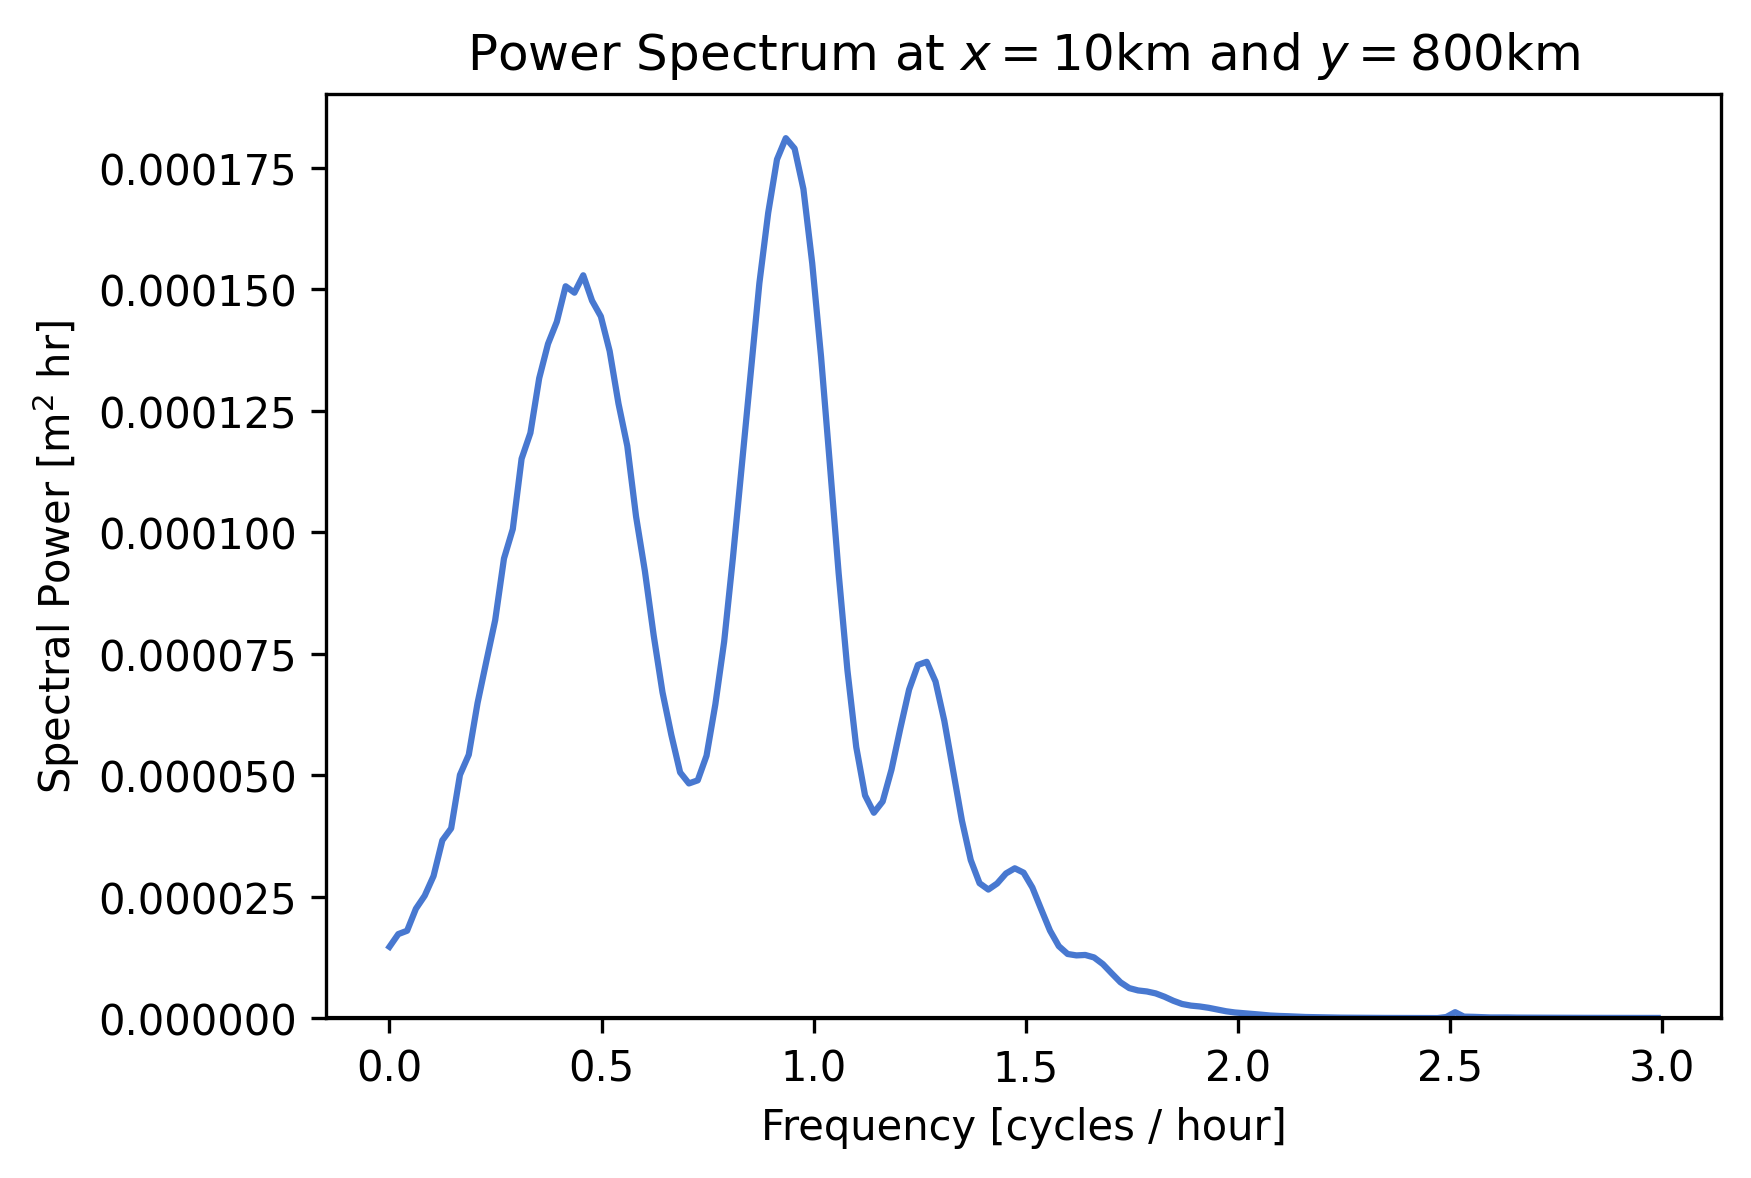 Power Spectrum at x = 10km and y = 800km
0.000175
0.000150
0.000125
0.000100
0.000075
0.000050
0.000025
0.000000
Spectral Power [m² hr]
0.0 0.5 1.0 1.5 2.0 2.5 3.0
Frequency [cycles / hour]